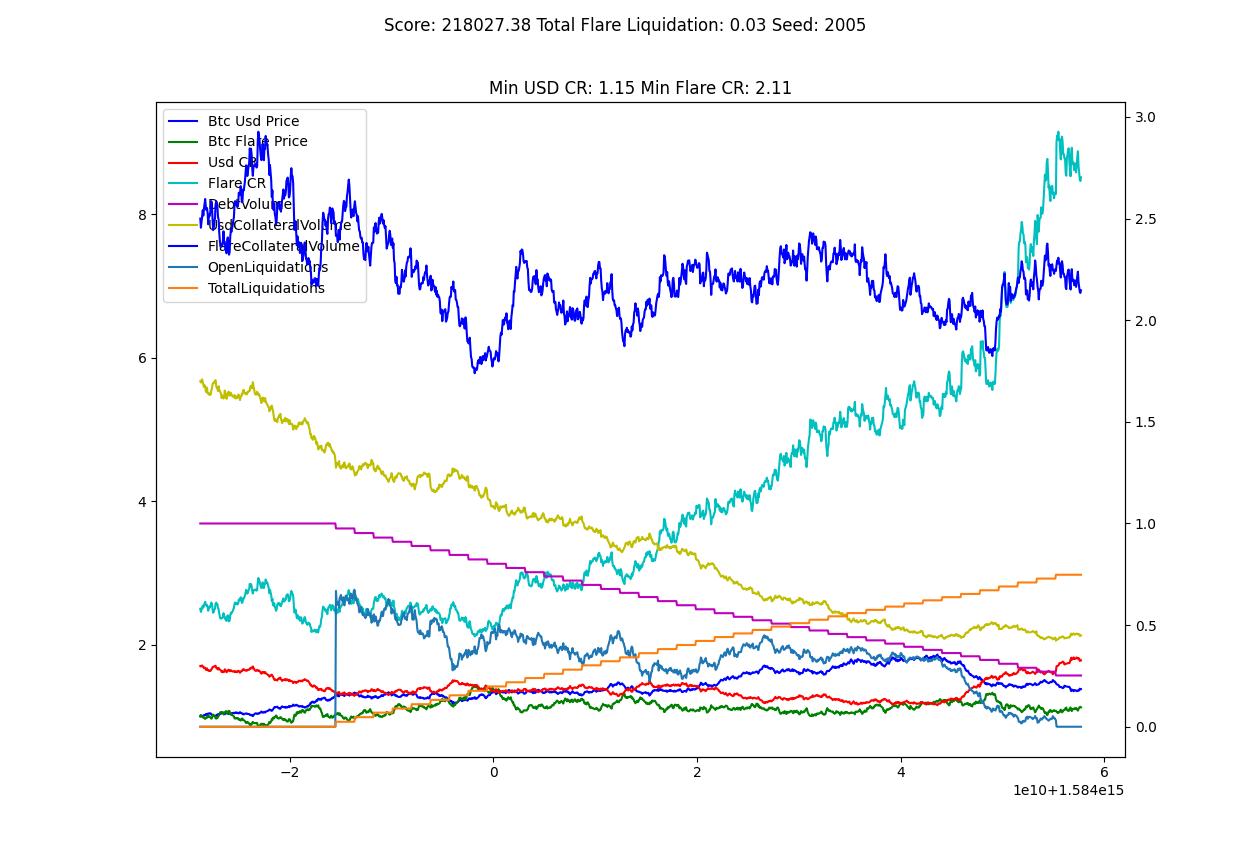 Score: 218027.38 Total Flare Liquidation: 0.03 Seed: 2005
Min USD CR: 1.15 Min Flare CR: 2.11
Btc Usd Price
Btc Flare Price
Usd CR
Flare CR
DebtVolume
UsdCollateralVolume
FlareCollateralVolume
OpenLiquidations
TotalLiquidations
8
6
4
2
3.0
2.5
2.0
1.5
1.0
0.5
0.0
−2
0
2
4
6
1e10+1.584e15